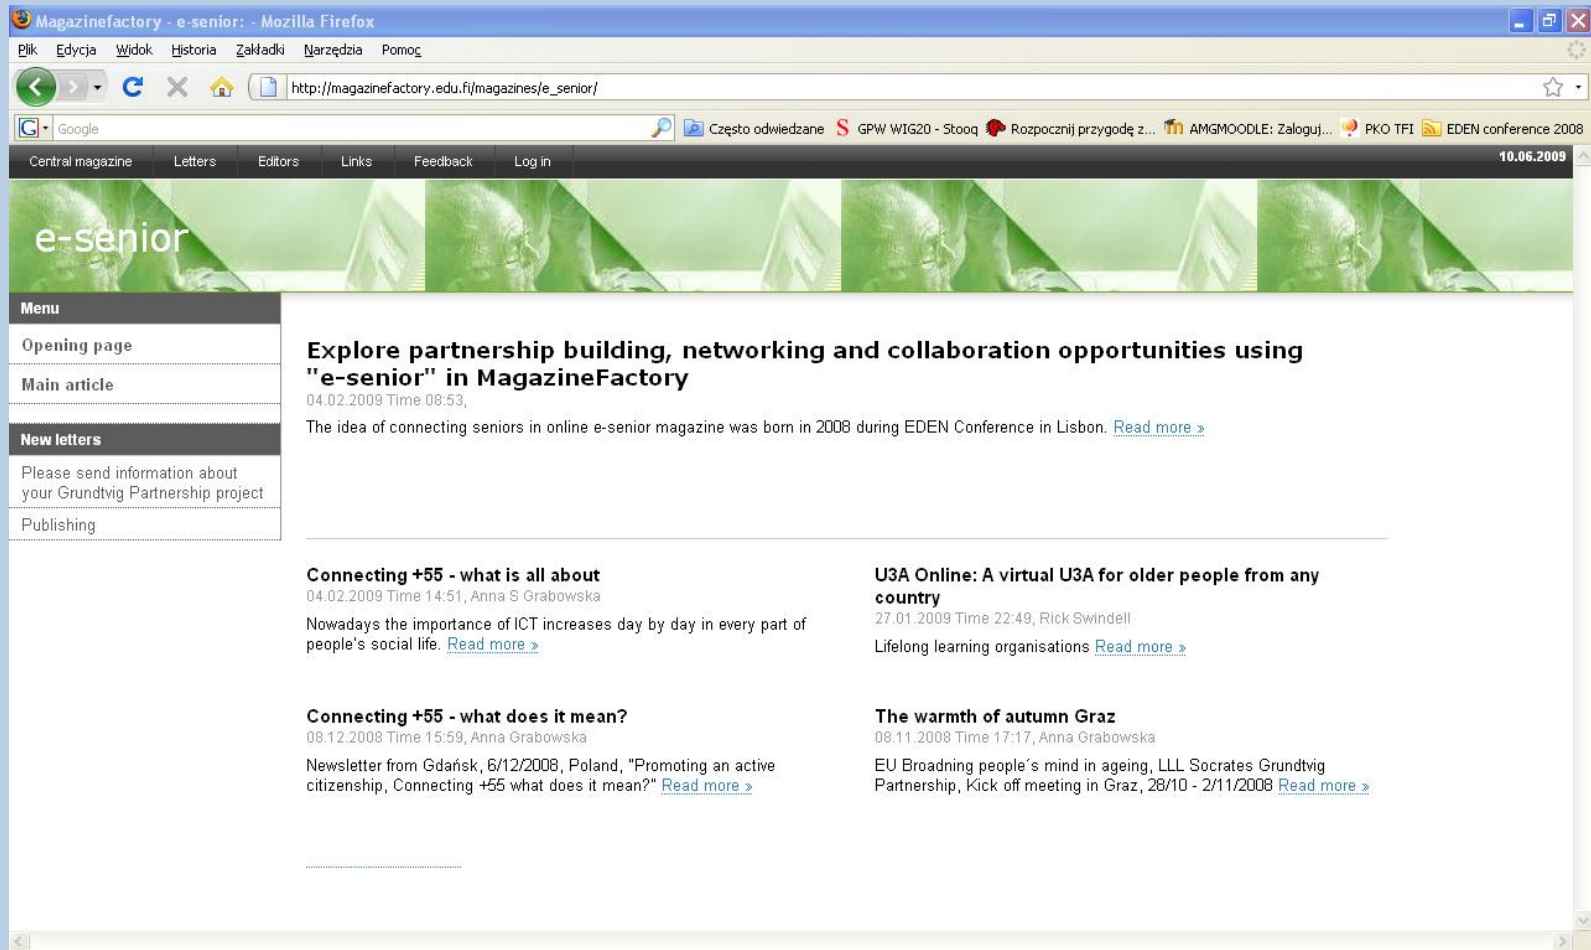 Magazinefactory - e-senior: - Mozilla Firefox
Plik Edycja Widok Historia Zakładki Narzędzia Pomoc
http://magazinefactory.edu.fi/magazines/e_senior/
G Google Często odwiedzane S GPW WIG20 - Stooq Rozpocznij przygodę z... AMGMOODLE: Zaloguj... PKO TFI EDEN conference 2008
Central magazine Letters Editors Links Feedback Log in 10.06.2009
e-senior
Menu
Opening page
Main article
New letters
Please send information about
your Grundtvig Partnership project
Publishing
Explore partnership building, networking and collaboration opportunities using
"e-senior" in MagazineFactory
04.02.2009 Time 08:53,
The idea of connecting seniors in online e-senior magazine was born in 2008 during EDEN Conference in Lisbon. Read more »
Connecting +55 - what is all about
04.02.2009 Time 14:51, Anna S Grabowska
Nowadays the importance of ICT increases day by day in every part of
people's social life. Read more »
U3A Online: A virtual U3A for older people from any
country
27.01.2009 Time 22:49, Rick Swindell
Lifelong learning organisations Read more »
Connecting +55 - what does it mean?
08.12.2008 Time 15:59, Anna Grabowska
Newsletter from Gdańsk, 6/12/2008, Poland, "Promoting an active
citizenship, Connecting +55 what does it mean?" Read more »
The warmth of autumn Graz
08.11.2008 Time 17:17, Anna Grabowska
EU Broadning people´s mind in ageing, LLL Socrates Grundtvig
Partnership, Kick off meeting in Graz, 28/10 - 2/11/2008 Read more »